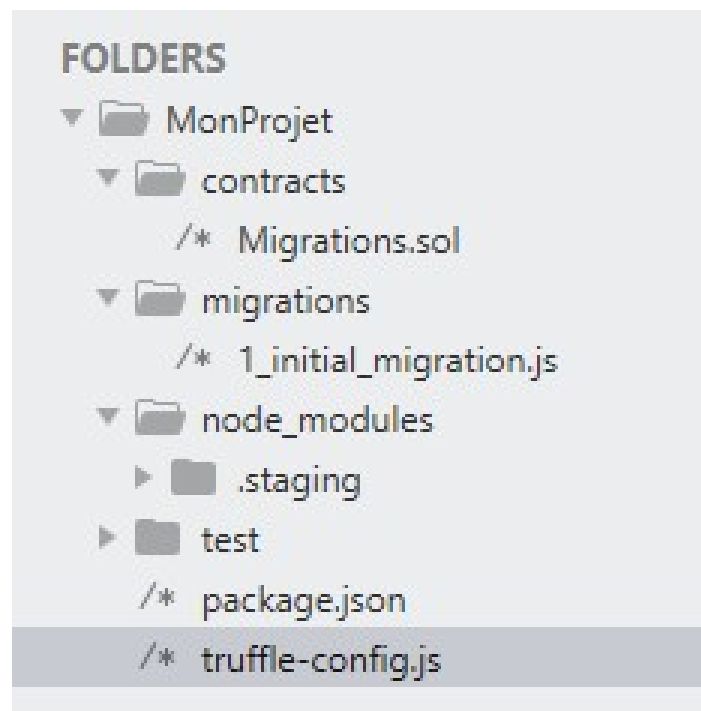 FOLDERS
MonProjet
contracts
/* Migrations.sol
migrations
/* 1_initial_migration.js
node_modules
.staging
test
/* package.json
/* truffle-config.js